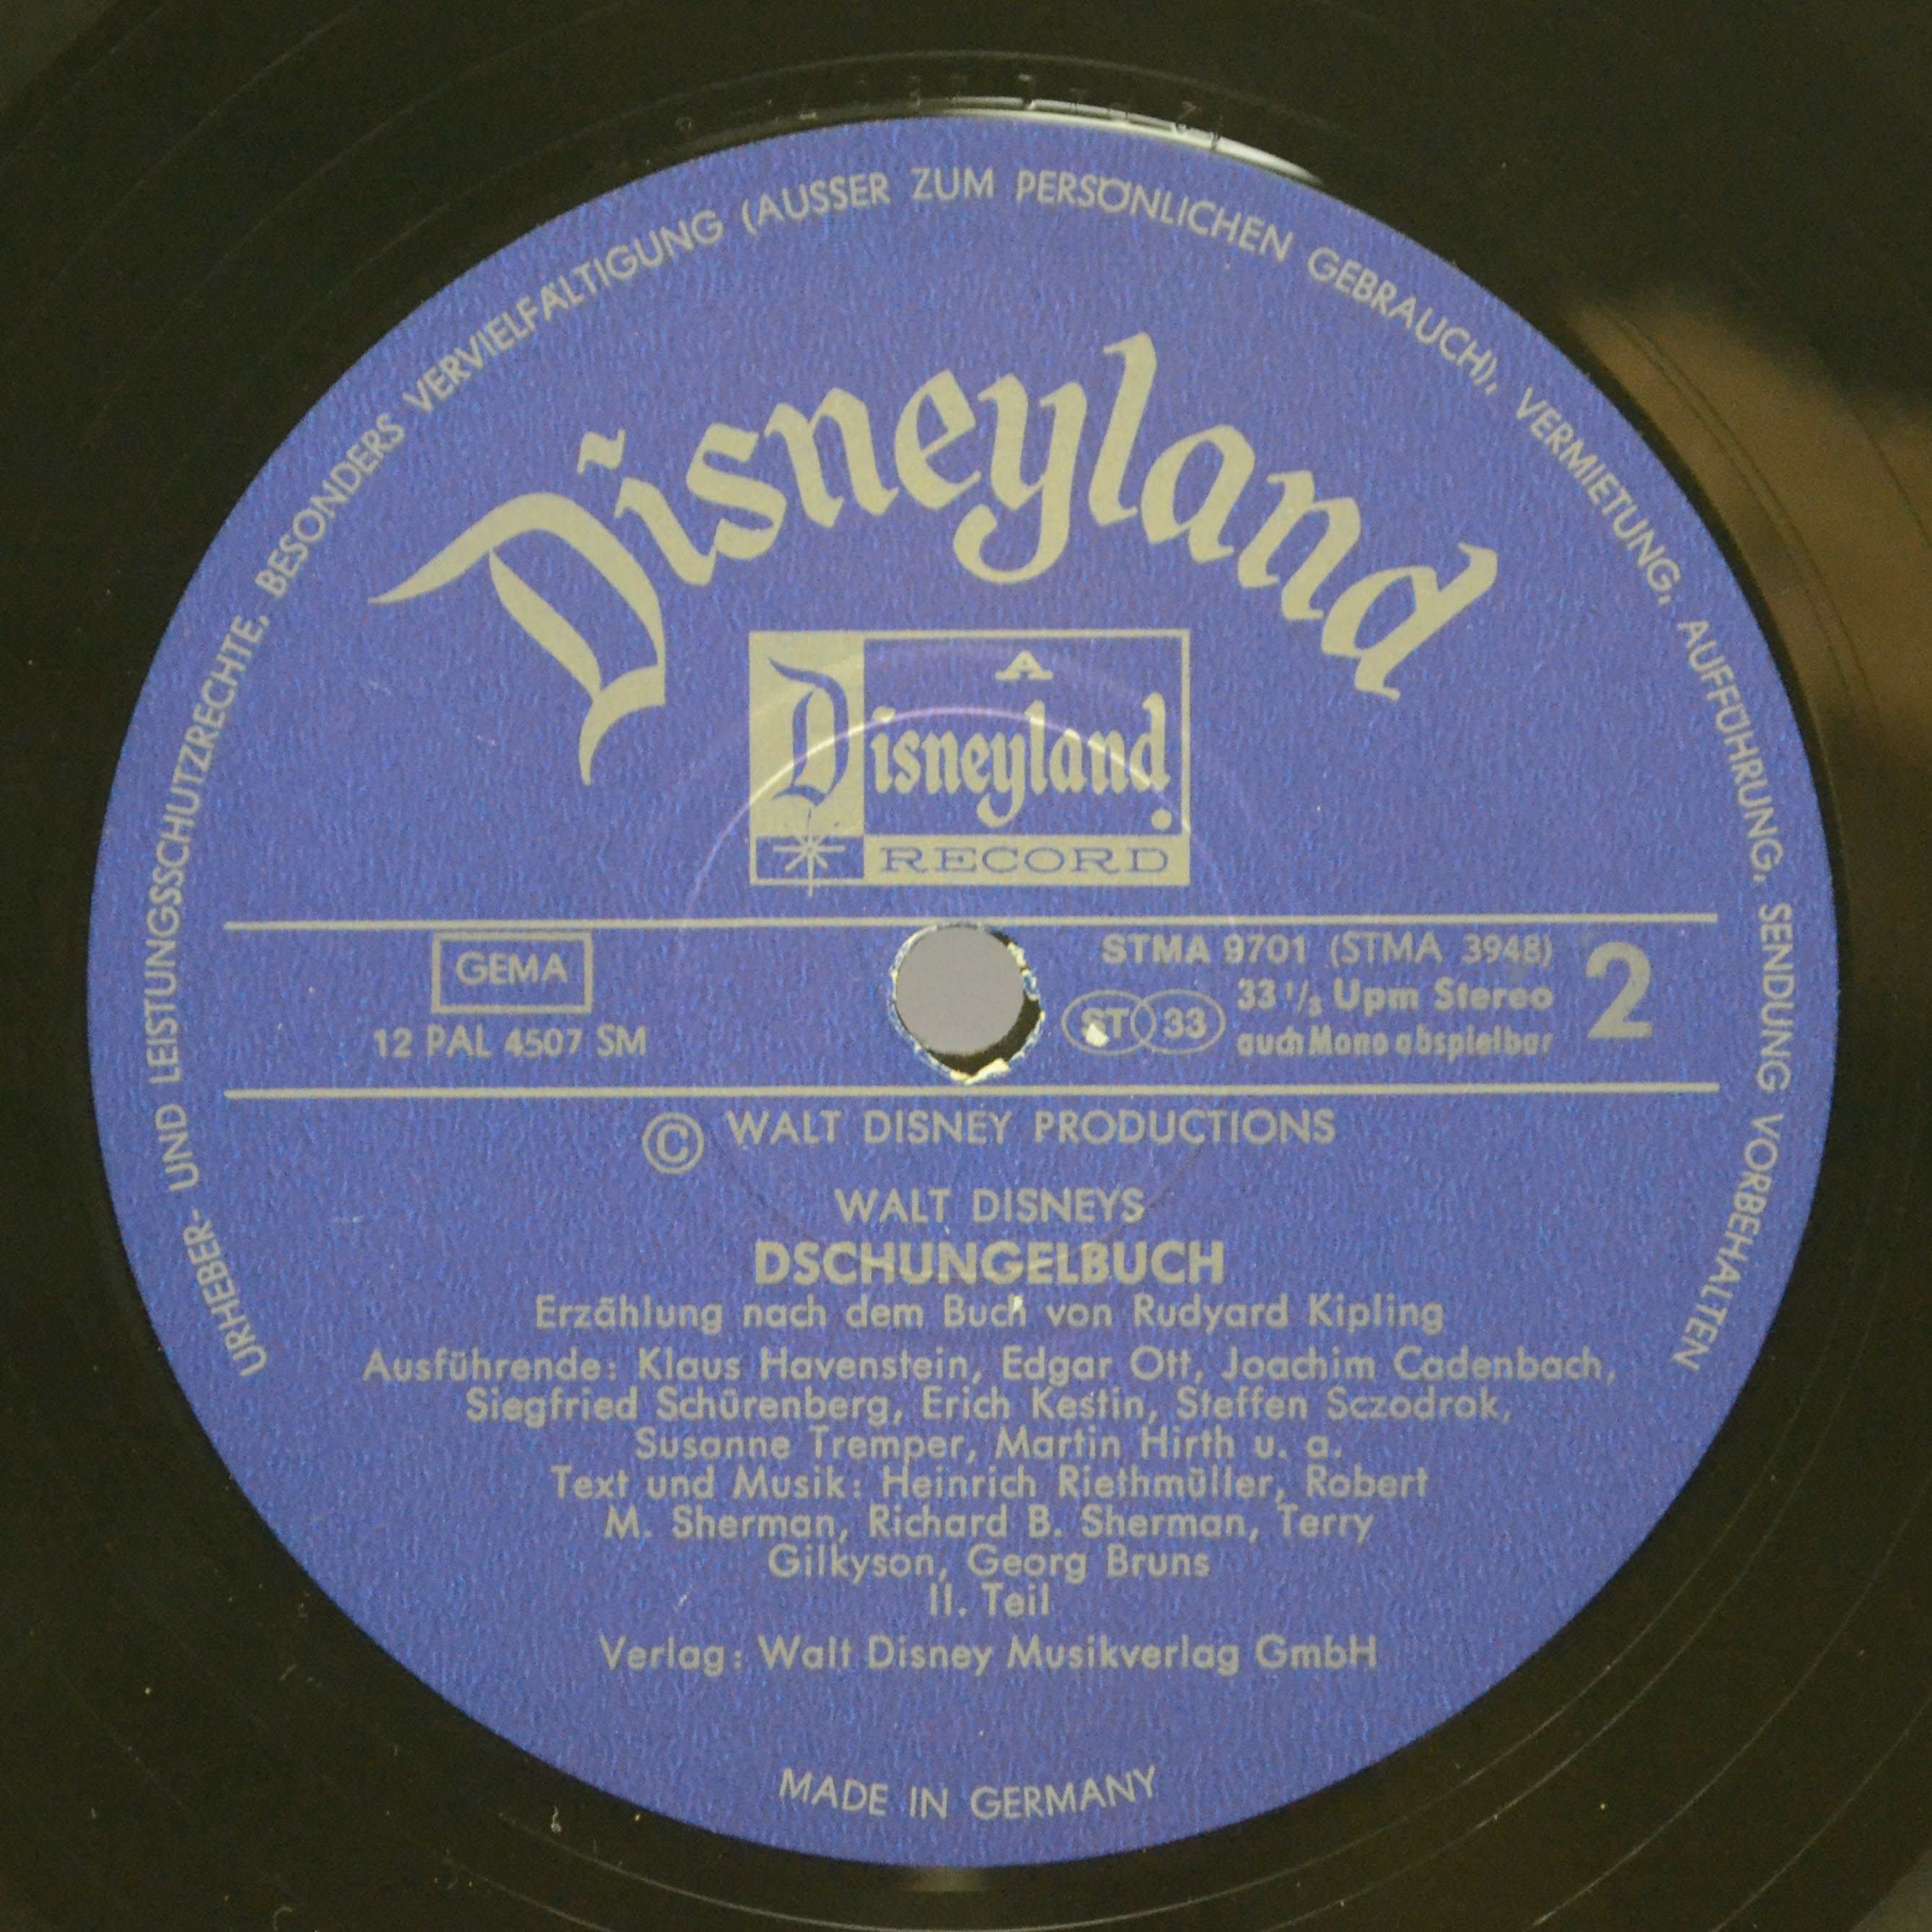 URHEBER- UND LEISTUNGSSCHUTZRECHTE, BESONDERS VERVIELFÄLTIGUNG (AUSSER ZUM PERSÖNLICHEN GEBRAUCH), VERMIETUNG, AUFFÜHRUNG, SENDUNG VORBEHALTEN
Disneyland
A
Disneyland
RECORD
GEMA
12 PAL 4507 SM
STMA 9701 (STMA 3948)
ST 33
33 1/3 Upm Stereo
auch Mono abspielbar
2
© WALT DISNEY PRODUCTIONS
WALT DISNEYS
DSCHUNGELBUCH
Erzählung nach dem Buch von Rudyard Kipling
Ausführende: Klaus Havenstein, Edgar Ott, Joachim Cadenbach,
Siegfried Schürenberg, Erich Kestin, Steffen Sczodrok,
Susanne Tremper, Martin Hirth u. a.
Text und Musik: Heinrich Riethmüller, Robert
M. Sherman, Richard B. Sherman, Terry
Gilkyson, Georg Bruns
II. Teil
Verlag: Walt Disney Musikverlag GmbH
MADE IN GERMANY